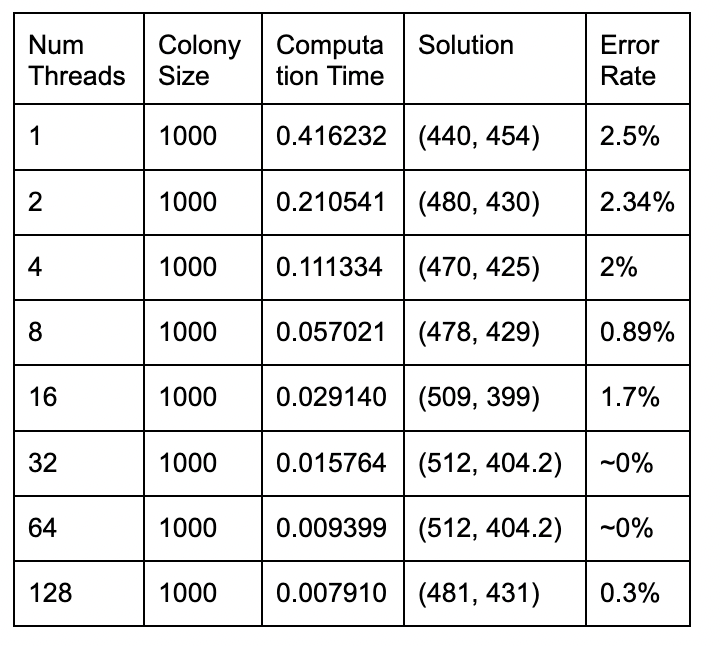 Num Threads | Colony Size | Computa tion Time | Solution | Error Rate
1 | 1000 | 0.416232 | (440, 454) | 2.5%
2 | 1000 | 0.210541 | (480, 430) | 2.34%
4 | 1000 | 0.111334 | (470, 425) | 2%
8 | 1000 | 0.057021 | (478, 429) | 0.89%
16 | 1000 | 0.029140 | (509, 399) | 1.7%
32 | 1000 | 0.015764 | (512, 404.2) | ~0%
64 | 1000 | 0.009399 | (512, 404.2) | ~0%
128 | 1000 | 0.007910 | (481, 431) | 0.3%